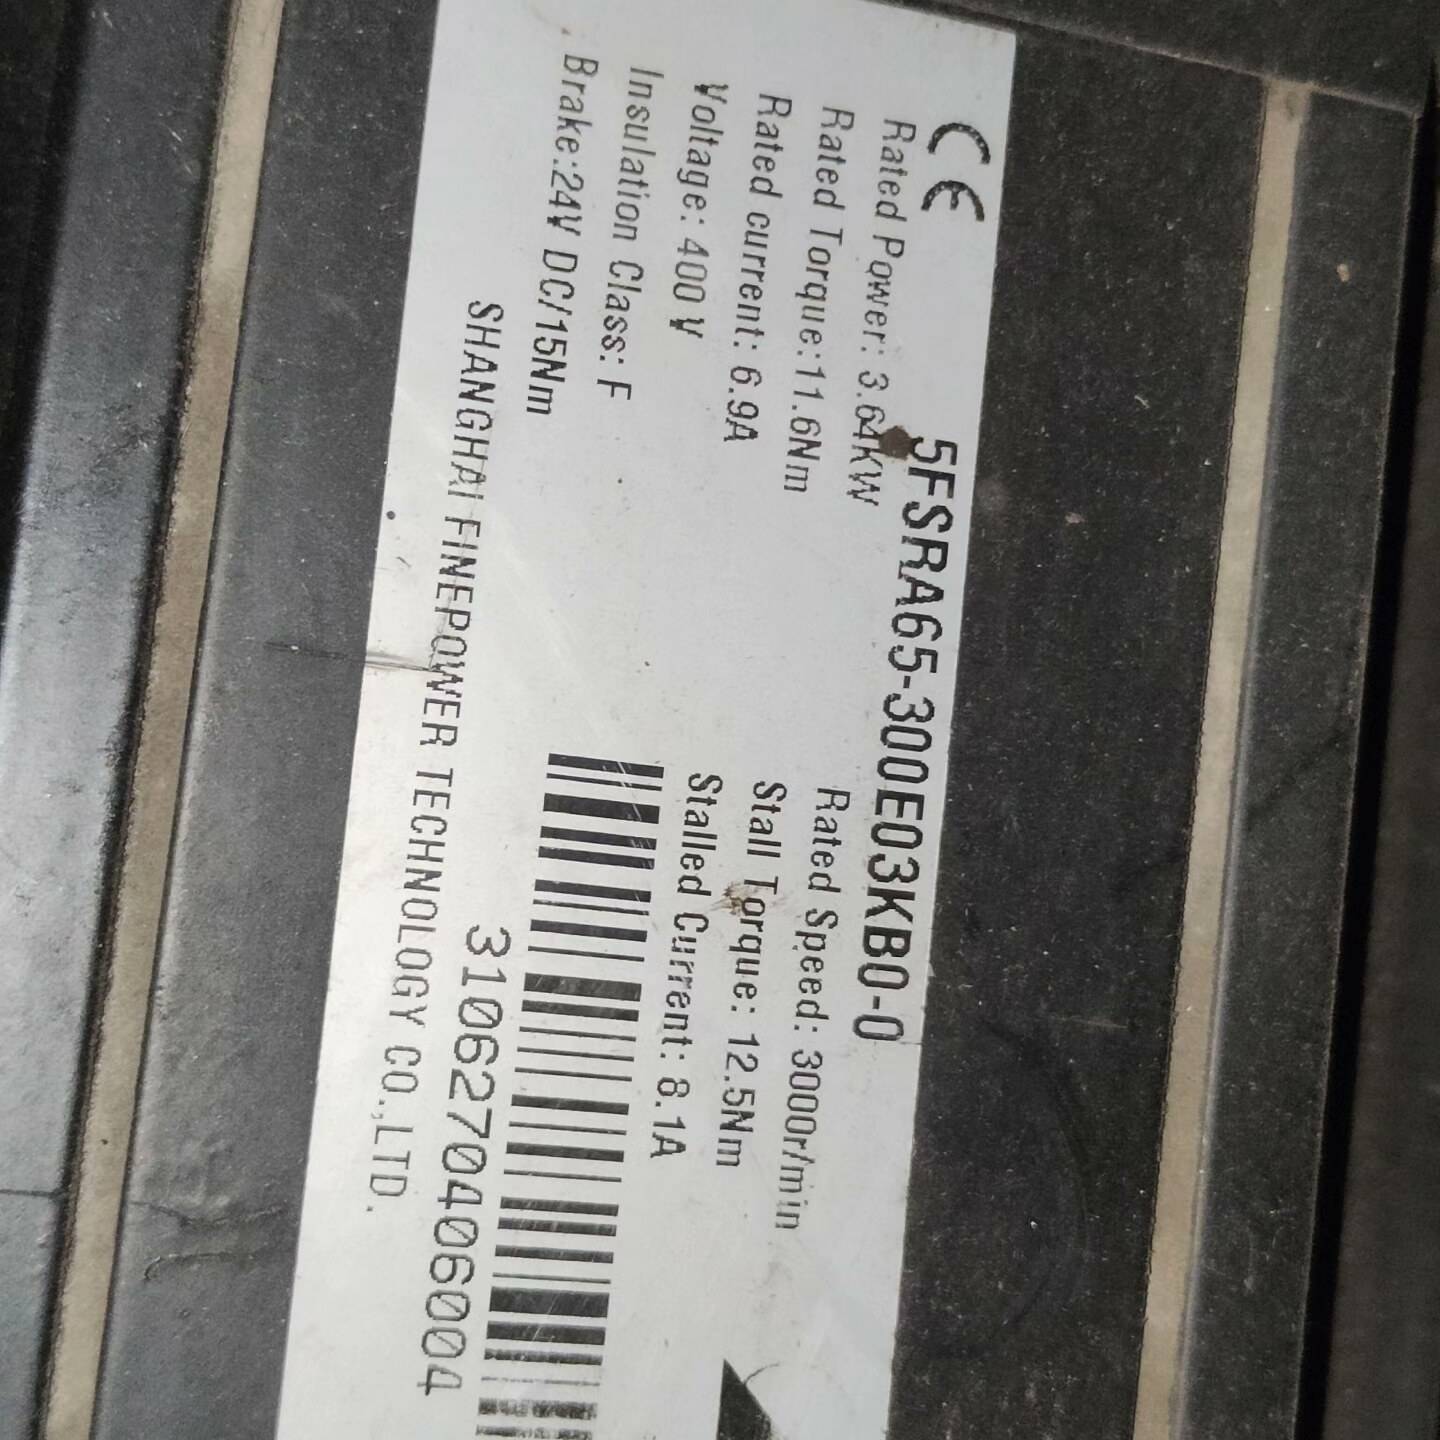 CE
5FSRA65-300E03KB0-0
Rated Power: 3.64KW
Rated Torque:11.6Nm
Rated Speed: 3000r/min
Rated current: 6.9A
Stall Torque: 12.5Nm
Voltage: 400 V
Stalled Current: 8.1A
Insulation Class: F
Brake:24V DC/15Nm
3106270406004
SHANGHAI FINEPOWER TECHNOLOGY CO.,LTD.